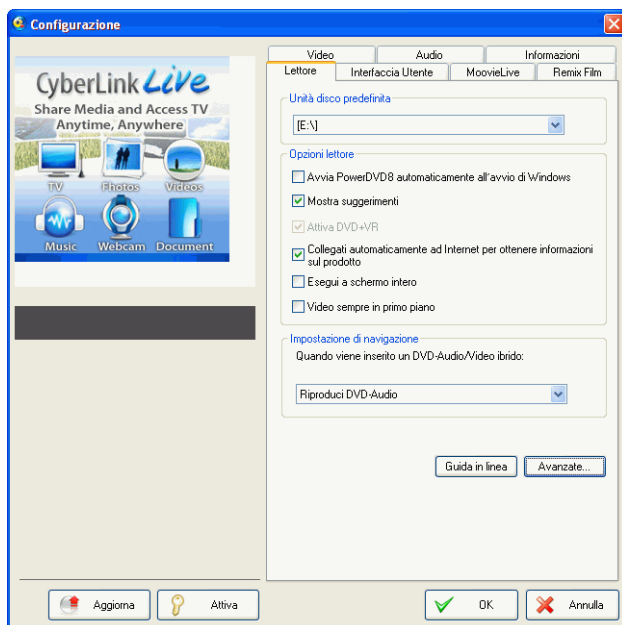 Configurazione
CyberLink Live
Share Media and Access TV
Anytime, Anywhere
TV Photos Videos
Music Webcam Document
Video Audio Informazioni
Lettore Interfaccia Utente MoovieLive Remix Film
Unità disco predefinita
[E:\]
Opzioni lettore
Avvia PowerDVD8 automaticamente all'avvio di Windows
Mostra suggerimenti
Attiva DVD+VR
Collegati automaticamente ad Internet per ottenere informazioni
sul prodotto
Esegui a schermo intero
Video sempre in primo piano
Impostazione di navigazione
Quando viene inserito un DVD-Audio/Video ibrido:
Riproduci DVD-Audio
Guida in linea Avanzate...
Aggiorna Attiva OK Annulla